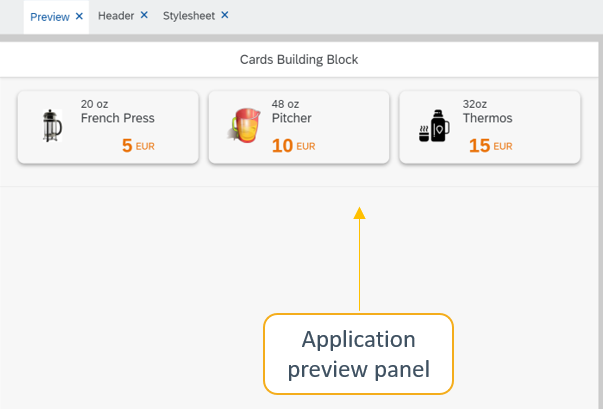 Preview × Header × Stylesheet ×
Cards Building Block
20 oz
French Press
5 EUR
48 oz
Pitcher
10 EUR
32oz
Thermos
15 EUR
Application
preview panel